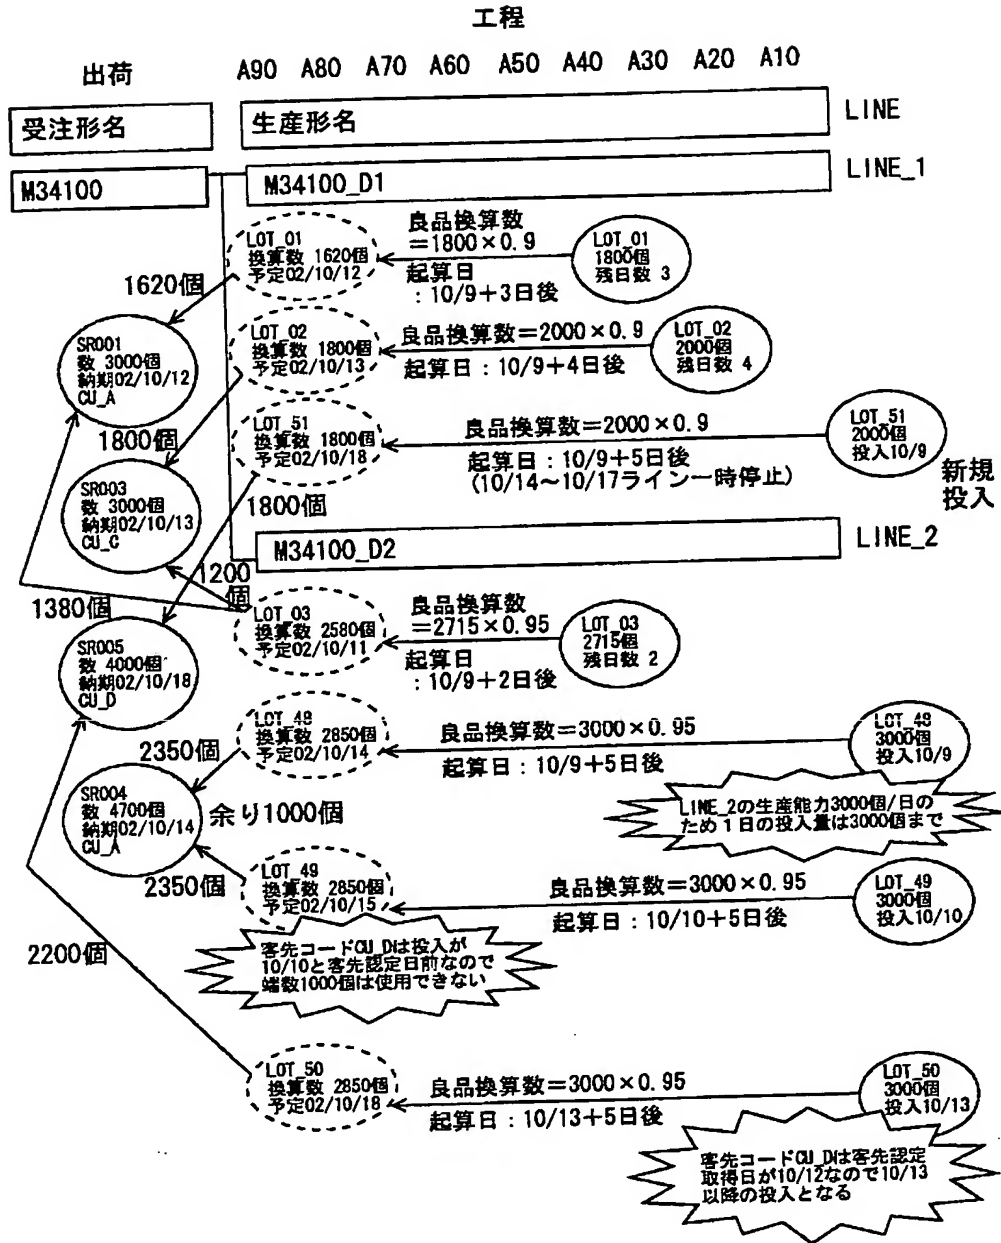 工程
出荷
A90 A80 A70 A60 A50 A40 A30 A20 A10
受注形名
生産形名
LINE
M34100
M34100_D1
LINE_1
LOT_01
換算数 1620個
予定02/10/12
良品換算数
=1800×0.9
起算日
:10/9+3日後
LOT_01
1800個
残日数 3
1620個
SR001
数 3000個
納期02/10/12
CU_A
LOT_02
換算数 1800個
予定02/10/13
良品換算数=2000×0.9
起算日:10/9+4日後
LOT_02
2000個
残日数 4
1800個
LOT_51
換算数 1800個
予定02/10/18
良品換算数=2000×0.9
起算日:10/9+5日後
(10/14~10/17ライン一時停止)
LOT_51
2000個
投入10/9
新規
投入
1800個
SR003
数 3000個
納期02/10/13
CU_C
M34100_D2
LINE_2
1200
個
1380個
LOT_03
換算数 2580個
予定02/10/11
良品換算数
=2715×0.95
起算日
:10/9+2日後
LOT_03
2715個
残日数 2
SR005
数 4000個
納期02/10/18
CU_D
LOT_48
換算数 2850個
予定02/10/14
良品換算数=3000×0.95
起算日:10/9+5日後
LOT_48
3000個
投入10/9
2350個
LINE_2の生産能力3000個/日の
ため1日の投入量は3000個まで
SR004
数 4700個
納期02/10/14
CU_A
余り1000個
2350個
LOT_49
換算数 2850個
予定02/10/15
良品換算数=3000×0.95
起算日:10/10+5日後
LOT_49
3000個
投入10/10
客先コードCU_Dは投入が
10/10と客先認定日前なので
端数1000個は使用できない
2200個
LOT_50
換算数 2850個
予定02/10/18
良品換算数=3000×0.95
起算日:10/13+5日後
LOT_50
3000個
投入10/13
客先コードCU_Dは客先認定
取得日が10/12なので10/13
以降の投入となる